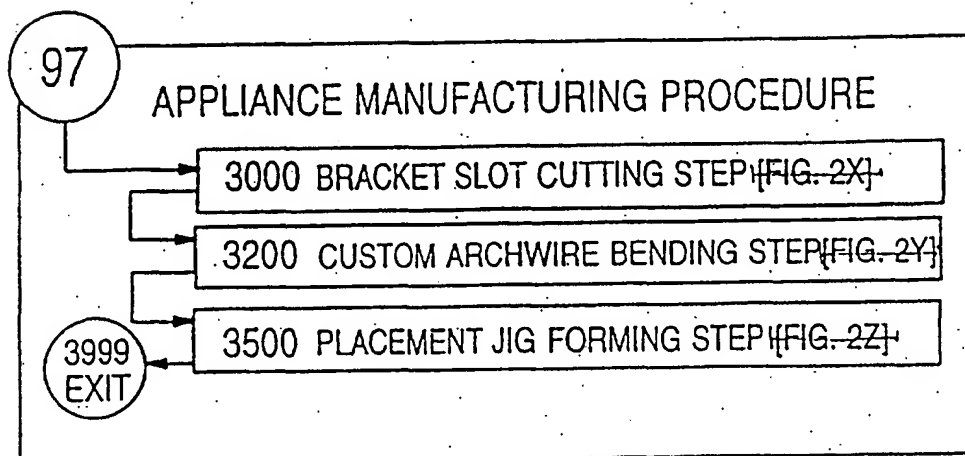 97
APPLIANCE MANUFACTURING PROCEDURE
3000 BRACKET SLOT CUTTING STEP [FIG. 2X]
3200 CUSTOM ARCHWIRE BENDING STEP [FIG. 2Y]
3500 PLACEMENT JIG FORMING STEP [FIG. 2Z]
3999
EXIT